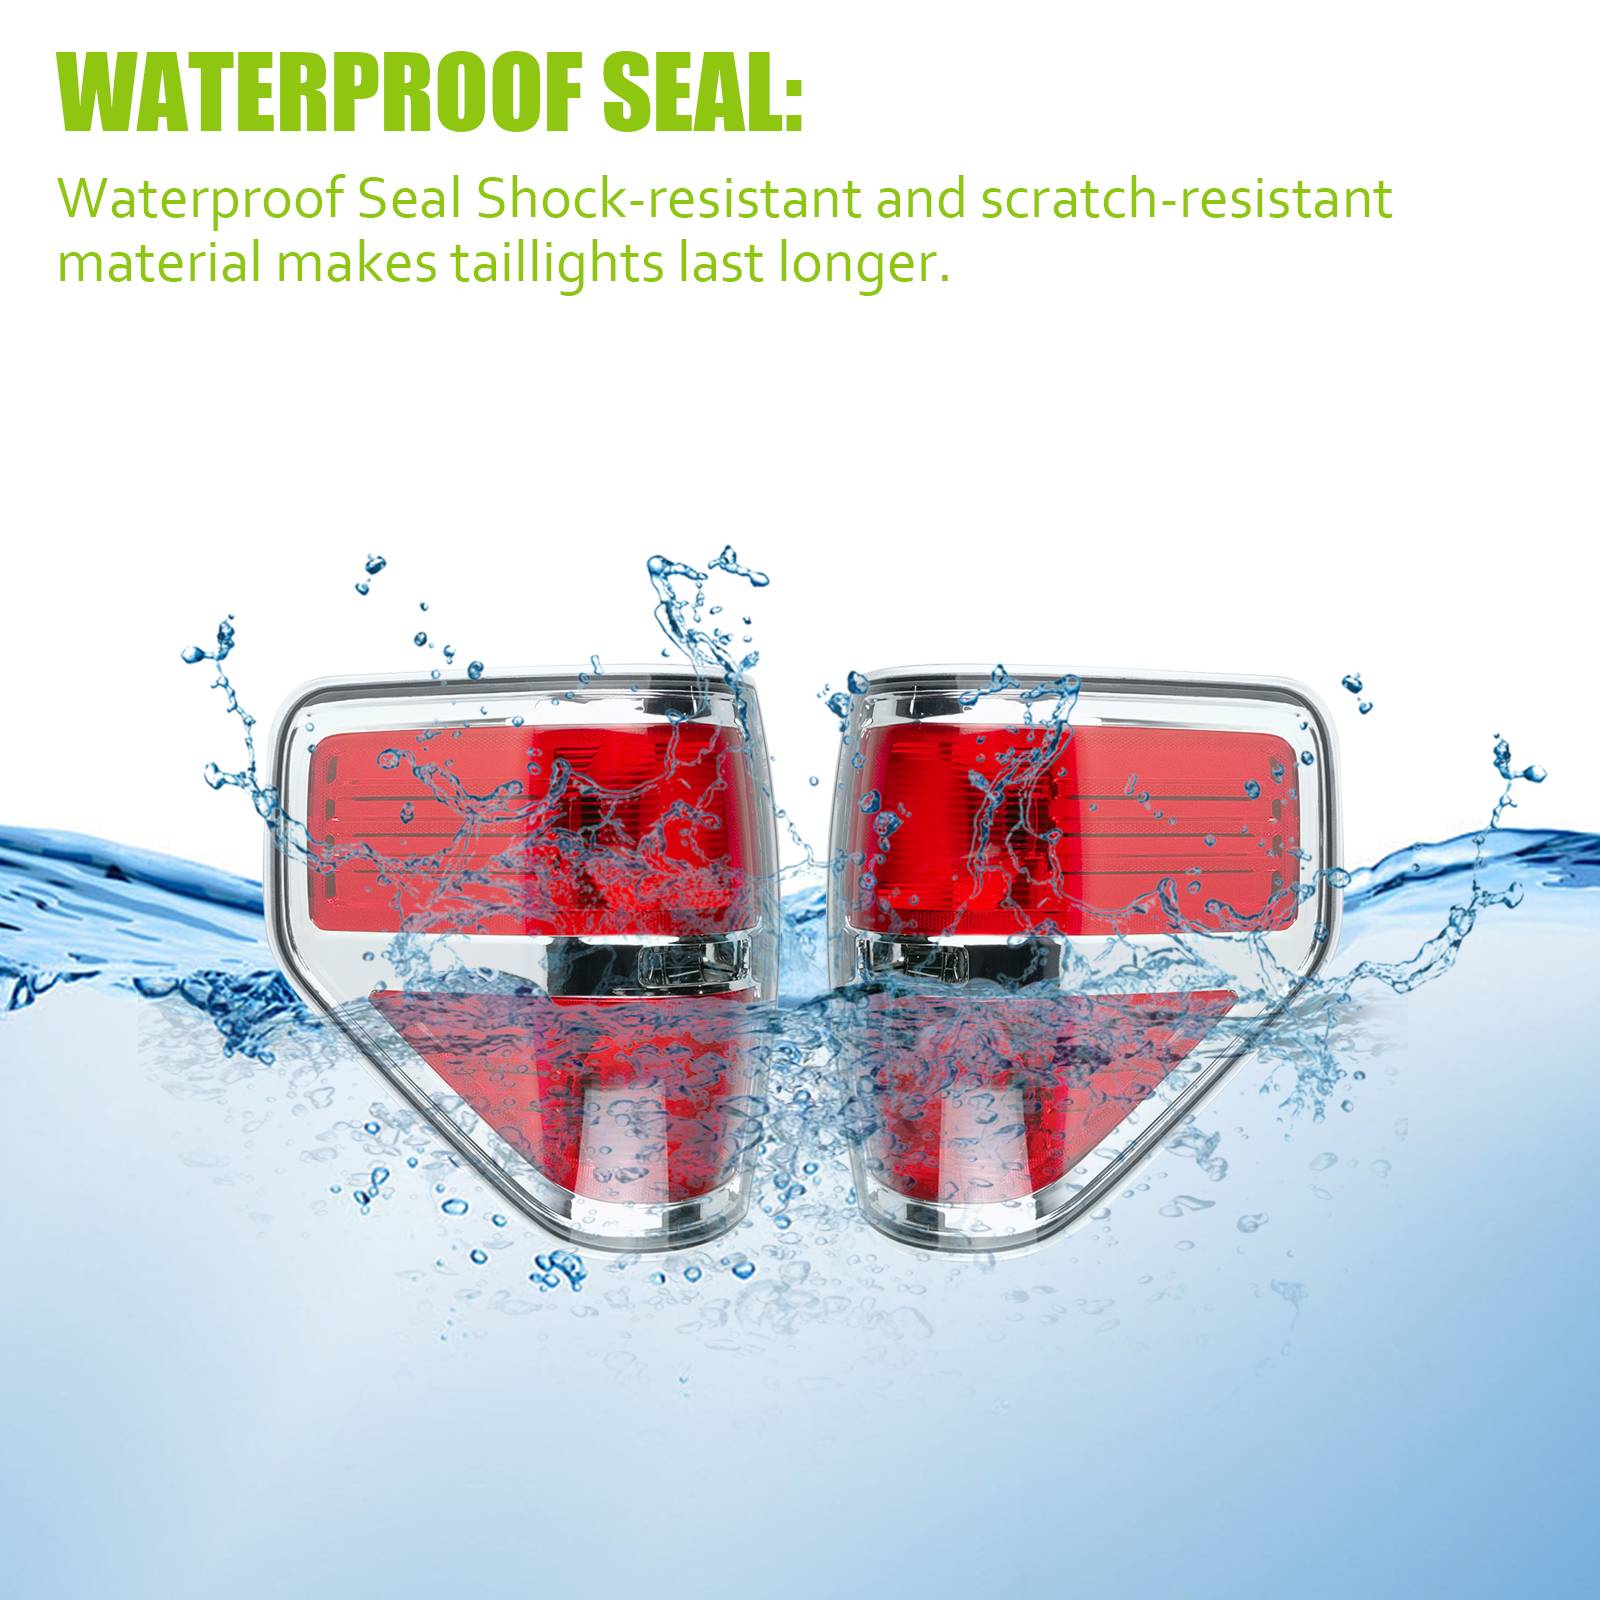 WATERPROOF SEAL:
Waterproof Seal Shock-resistant and scratch-resistant
material makes taillights last longer.